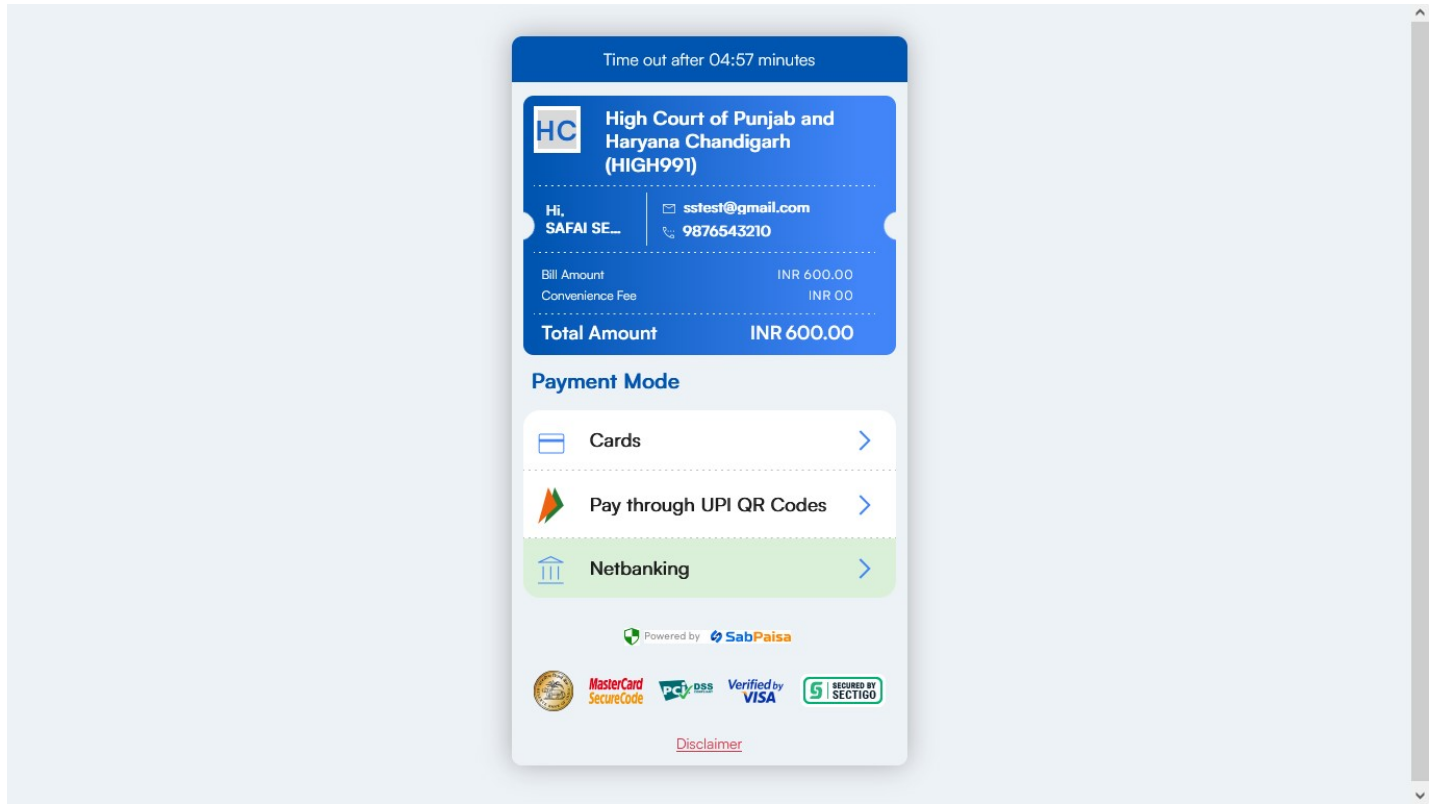 Time out after 04:57 minutes
HC
High Court of Punjab and
Haryana Chandigarh
(HIGH991)
Hi,
SAFAI SE...
sstest@gmail.com
9876543210
Bill Amount INR 600.00
Convenience Fee INR 00
Total Amount INR 600.00
Payment Mode
Cards
Pay through UPI QR Codes
Netbanking
Powered by SabPaisa
MasterCard
SecureCode
PCI DSS
Verified by
VISA
SECURED BY
SECTIGO
Disclaimer